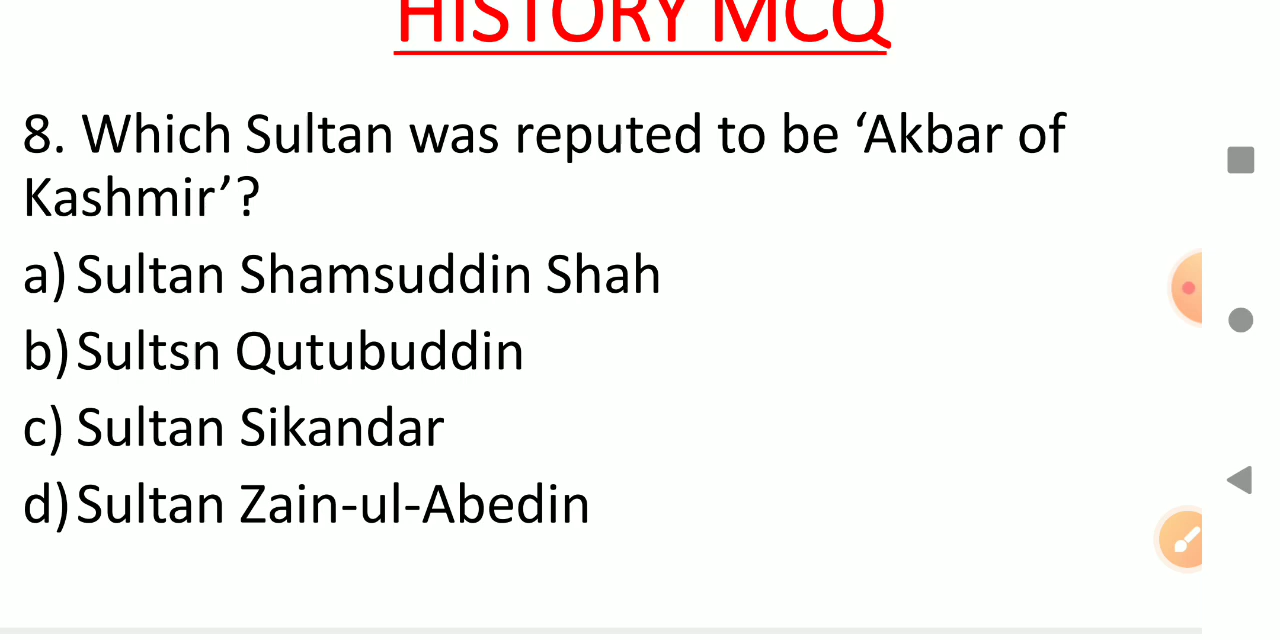 HISTORY MCQ
8. Which Sultan was reputed to be ‘Akbar of
Kashmir’?
a) Sultan Shamsuddin Shah
b) Sultsn Qutubuddin
c) Sultan Sikandar
d) Sultan Zain-ul-Abedin